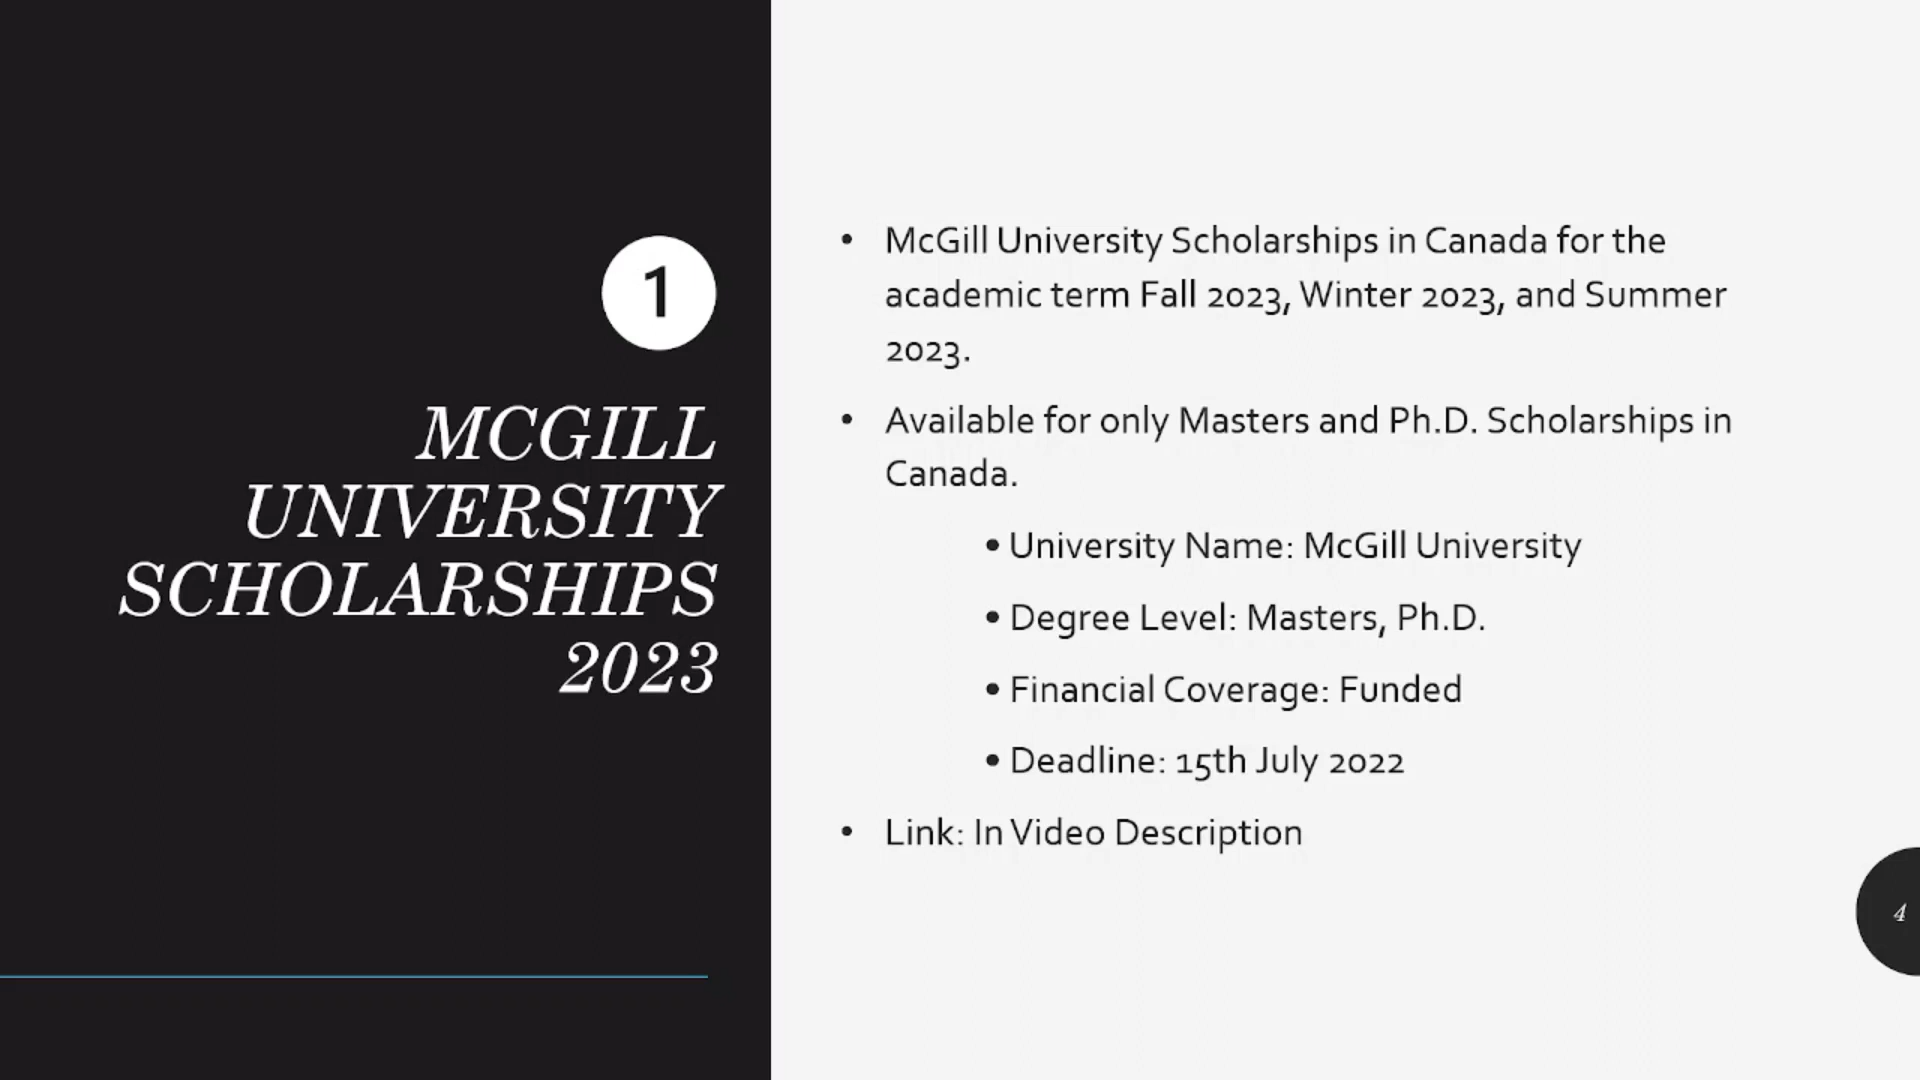 1
MCGILL
UNIVERSITY
SCHOLARSHIPS
2023
• McGill University Scholarships in Canada for the
academic term Fall 2023, Winter 2023, and Summer
2023.
• Available for only Masters and Ph.D. Scholarships in
Canada.
• University Name: McGill University
• Degree Level: Masters, Ph.D.
• Financial Coverage: Funded
• Deadline: 15th July 2022
• Link: In Video Description
4